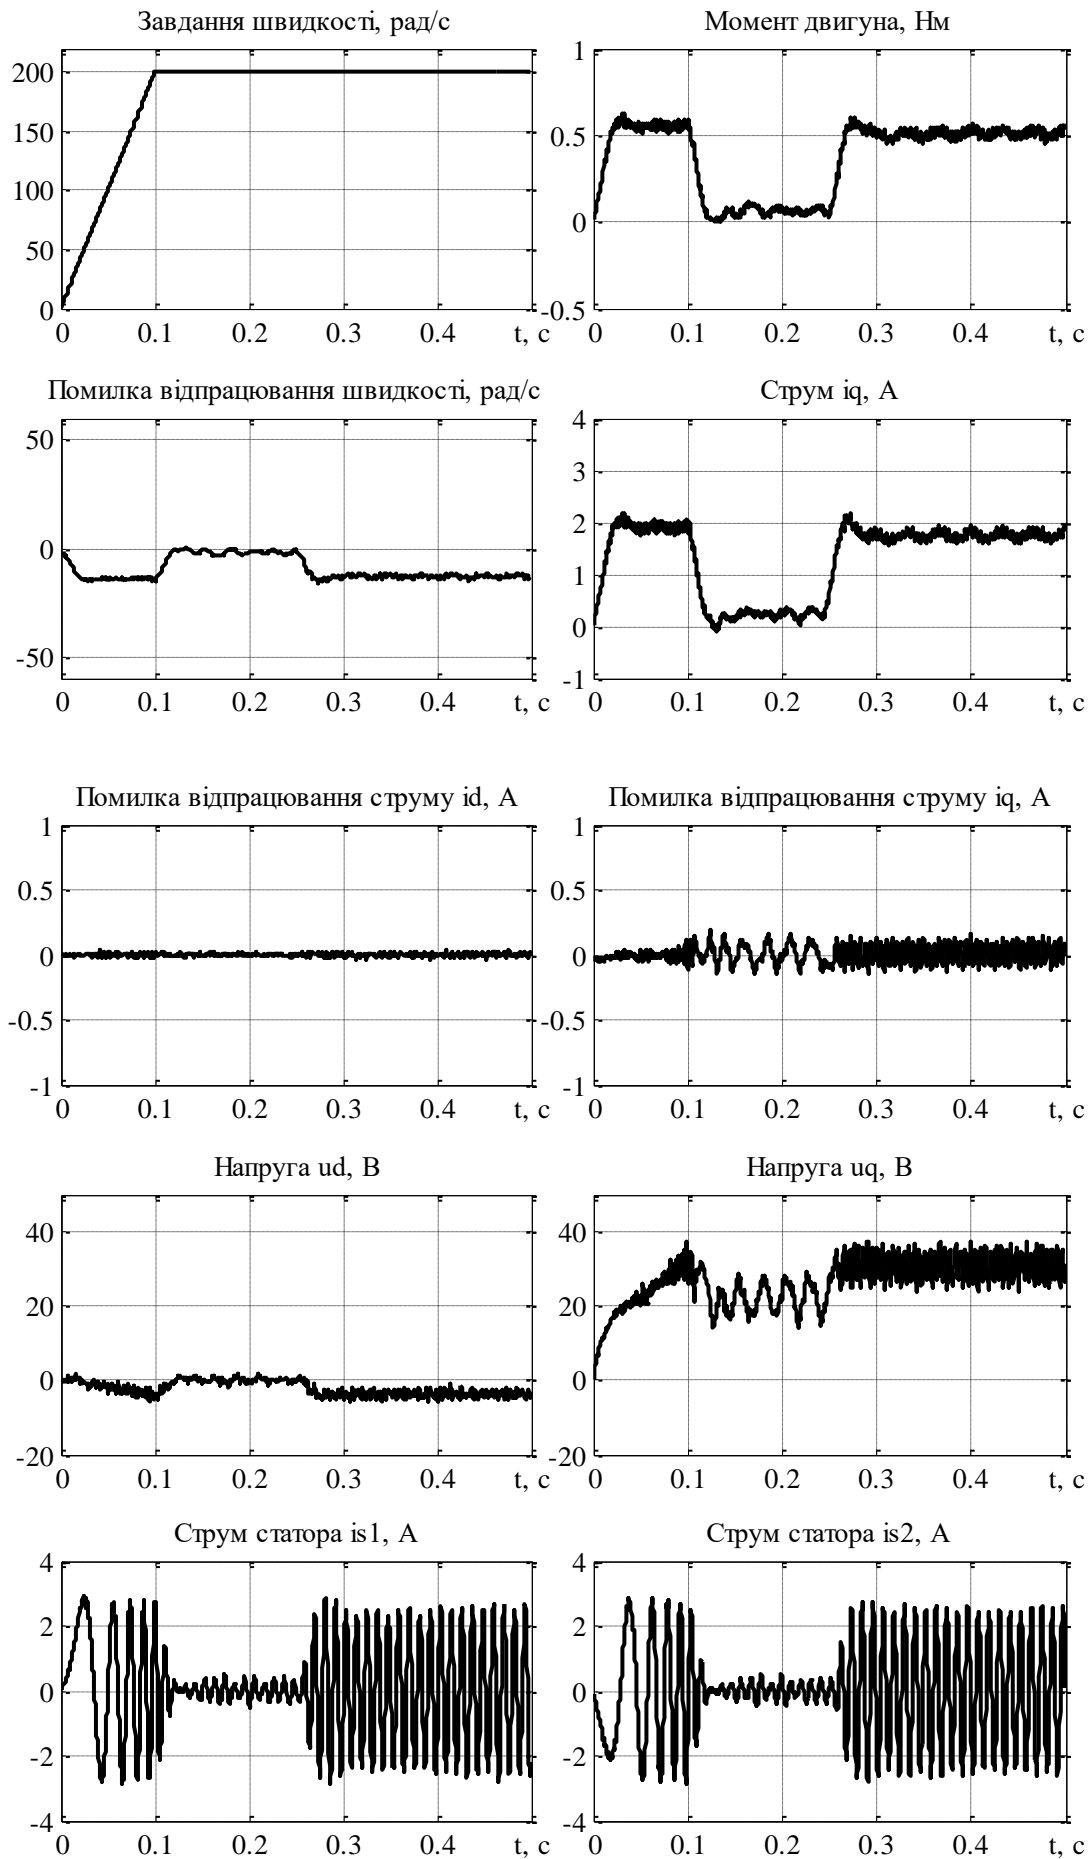 Завдання швидкості, рад/с
Момент двигуна, Нм
200
150
100
50
0
0 0.1 0.2 0.3 0.4 t, с
1
0.5
0
-0.5
0 0.1 0.2 0.3 0.4 t, с
Помилка відпрацювання швидкості, рад/с
Струм iq, А
50
0
-50
0 0.1 0.2 0.3 0.4 t, с
4
3
2
1
0
-1
0 0.1 0.2 0.3 0.4 t, с
Помилка відпрацювання струму id, А
Помилка відпрацювання струму iq, А
1
0.5
0
-0.5
-1
0 0.1 0.2 0.3 0.4 t, с
1
0.5
0
-0.5
-1
0 0.1 0.2 0.3 0.4 t, с
Напруга ud, В
Напруга uq, В
40
20
0
-20
0 0.1 0.2 0.3 0.4 t, с
40
20
0
-20
0 0.1 0.2 0.3 0.4 t, с
Струм статора is1, А
Струм статора is2, А
4
2
0
-2
-4
0 0.1 0.2 0.3 0.4 t, с
4
2
0
-2
-4
0 0.1 0.2 0.3 0.4 t, с